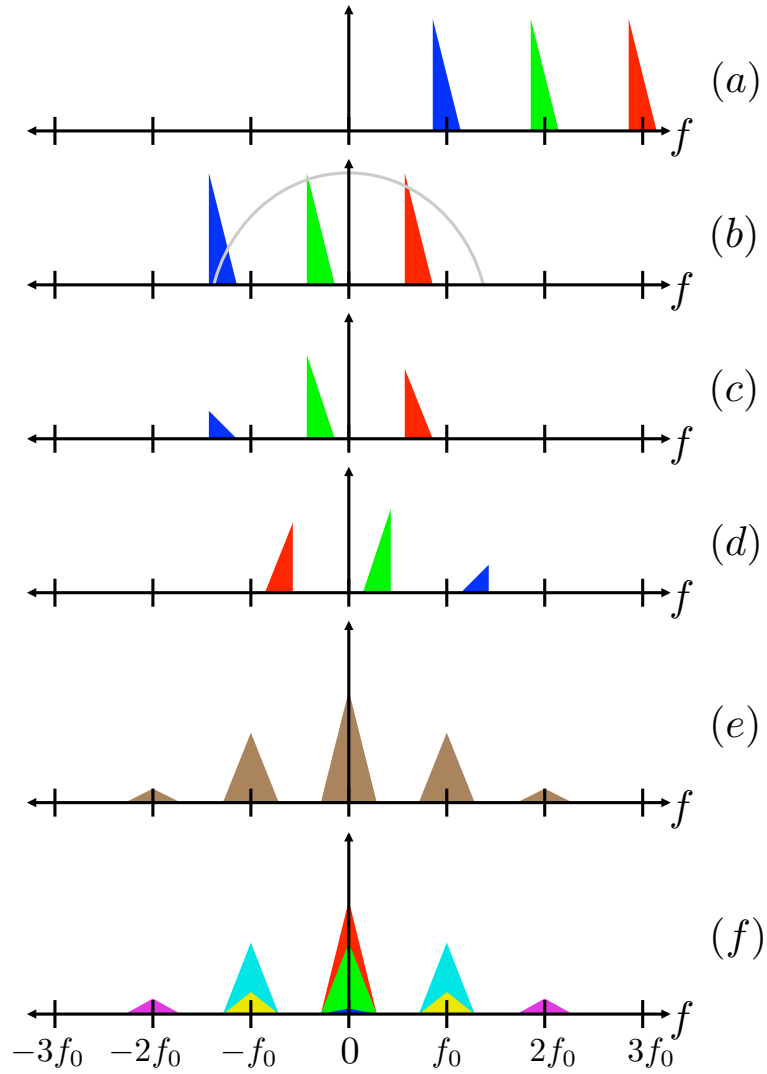 (a)
f
(b)
f
(c)
f
(d)
f
(e)
f
(f)
f
−3f₀ −2f₀ −f₀ 0 f₀ 2f₀ 3f₀